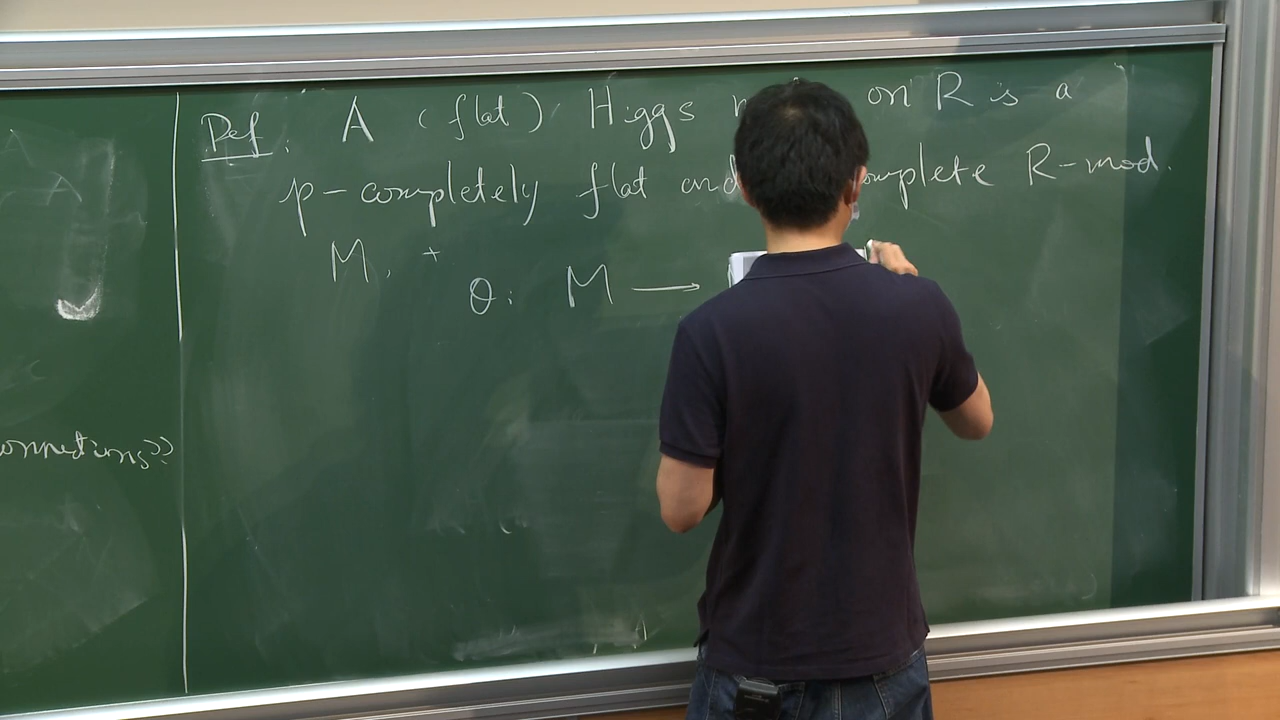 onnections>>
Def. A (flat) Higgs on R is a
p-completely flat and complete R-mod.
M, +
θ: M ⟶